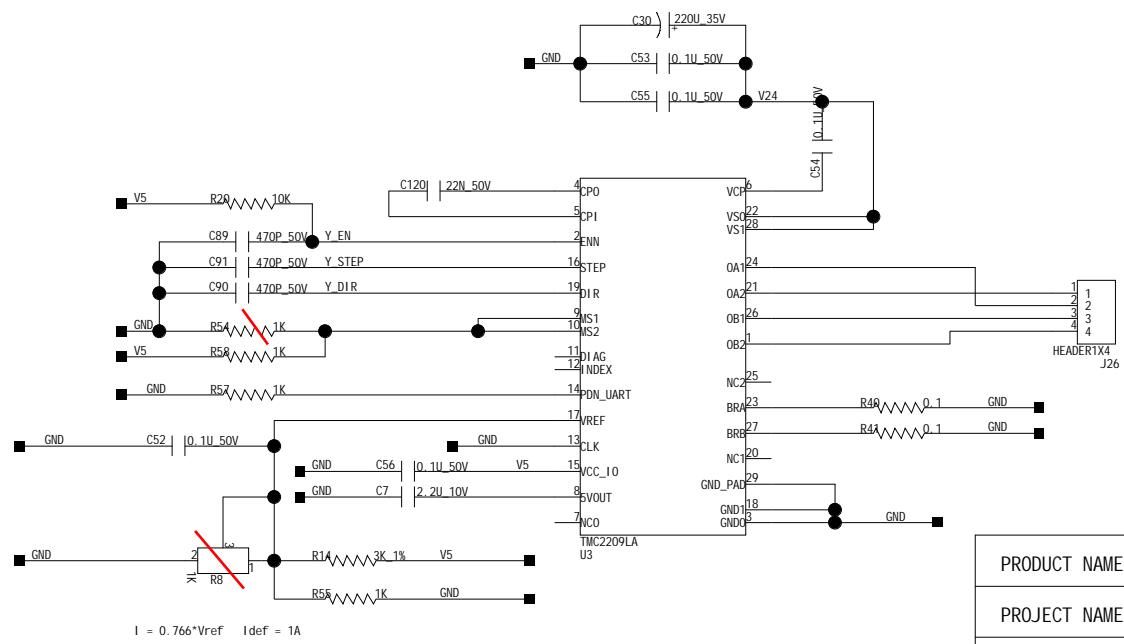 C30 220U_35V
+
GND C53 0.1U_50V
C55 0.1U_50V V24
0.1U_50V
C54
C120 22N_50V 4 CPO VCP 6
V5 R20 10K
5 CPI VS0 22
VS1 28
C89 470P_50V Y_EN 2 ENN
C91 470P_50V Y_STEP 16 STEP OA1 24
C90 470P_50V Y_DIR 19 DIR OA2 21 1 1
2 2
9 MS1 OB1 26 3 3
GND R54 1K 10 MS2
4 4
OB2 1
HEADER1X4
J26
V5 R58 1K 11 DIAG
12 INDEX
NC2 25
GND R57 1K 14 PDN_UART
BRA 23 R40 0.1 GND
17 VREF
BRB 27 R41 0.1 GND
GND C52 0.1U_50V GND 13 CLK
NC1 20
GND C56 0.1U_50V V5 15 VCC_IO
GND_PAD 29
GND C7 2.2U_10V 8 5VOUT
GND1 18
7 NC0 GND0 3 GND
TMC2209LA
U3
GND 2 3 1 R14 3K_1% V5
1K R8
R55 1K GND
I = 0.766*Vref Idef = 1A
PRODUCT NAME
PROJECT NAME